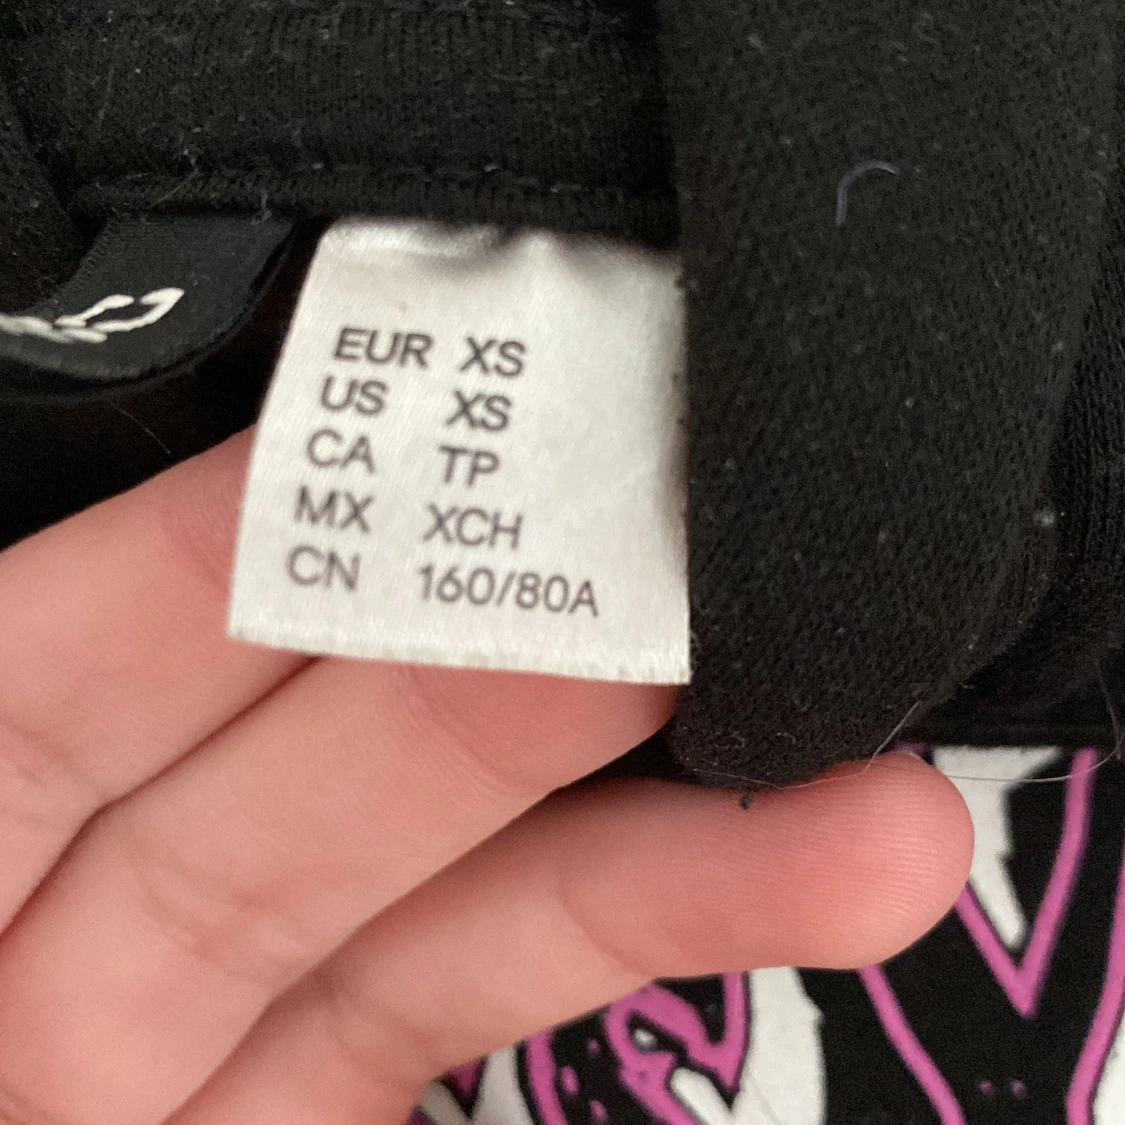 EUR XS
US XS
CA TP
MX XCH
CN 160/80A